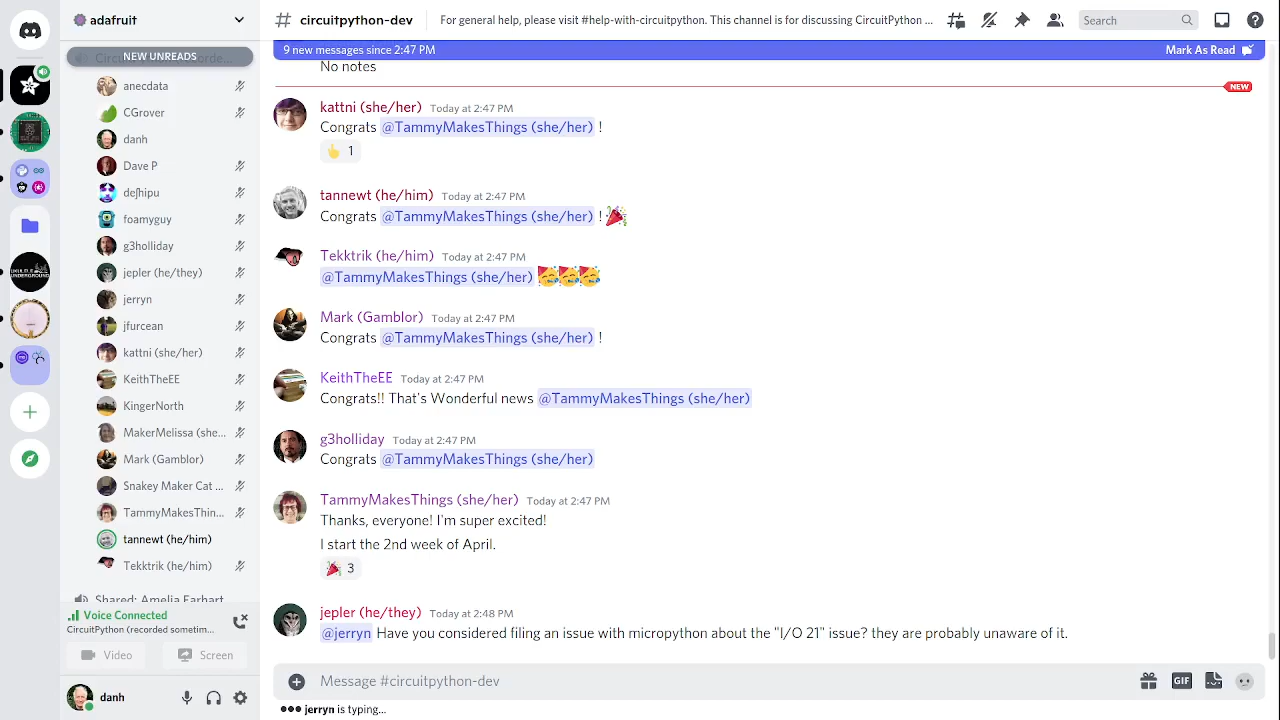 adafruit
NEW UNREADS
anecdata
CGrover
danh
Dave P
deʃhipu
foamyguy
g3holliday
jepler (he/they)
jerryn
jfurcean
kattni (she/her)
KeithTheEE
KingerNorth
MakerMelissa (she...
Mark (Gamblor)
Snakey Maker Cat ...
TammyMakesThin...
tannewt (he/him)
Tekktrik (he/him)
Shared: Amelia Earhart
Voice Connected
CircuitPython (recorded sometim...
Video
Screen
danh
circuitpython-dev
For general help, please visit #help-with-circuitpython. This channel is for discussing CircuitPython ...
Search
9 new messages since 2:47 PM
Mark As Read
No notes
NEW
kattni (she/her) Today at 2:47 PM
Congrats @TammyMakesThings (she/her) !
1
tannewt (he/him) Today at 2:47 PM
Congrats @TammyMakesThings (she/her) ! 🎉
Tekktrik (he/him) Today at 2:47 PM
@TammyMakesThings (she/her) 🥳🥳🥳
Mark (Gamblor) Today at 2:47 PM
Congrats @TammyMakesThings (she/her) !
KeithTheEE Today at 2:47 PM
Congrats!! That's Wonderful news @TammyMakesThings (she/her)
g3holliday Today at 2:47 PM
Congrats @TammyMakesThings (she/her)
TammyMakesThings (she/her) Today at 2:47 PM
Thanks, everyone! I'm super excited!
I start the 2nd week of April.
🎉 3
jepler (he/they) Today at 2:48 PM
@jerryn Have you considered filing an issue with micropython about the "I/O 21" issue? they are probably unaware of it.
Message #circuitpython-dev
GIF
jerryn is typing...